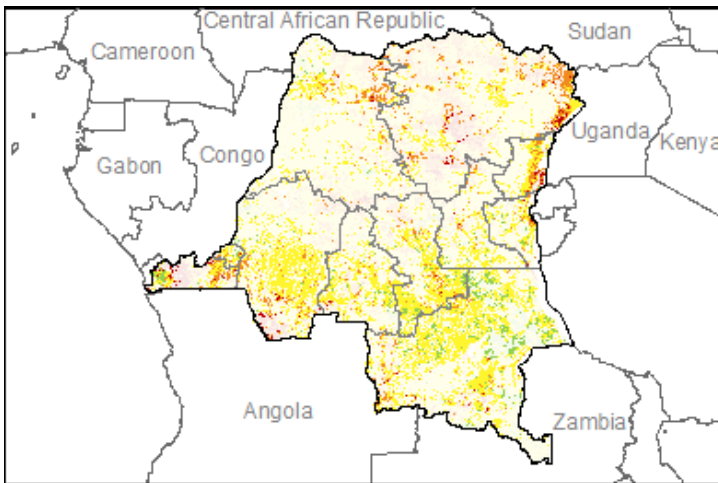 Central African Republic
Sudan
Cameroon
Uganda
Kenya
Gabon
Congo
Angola
Zambia